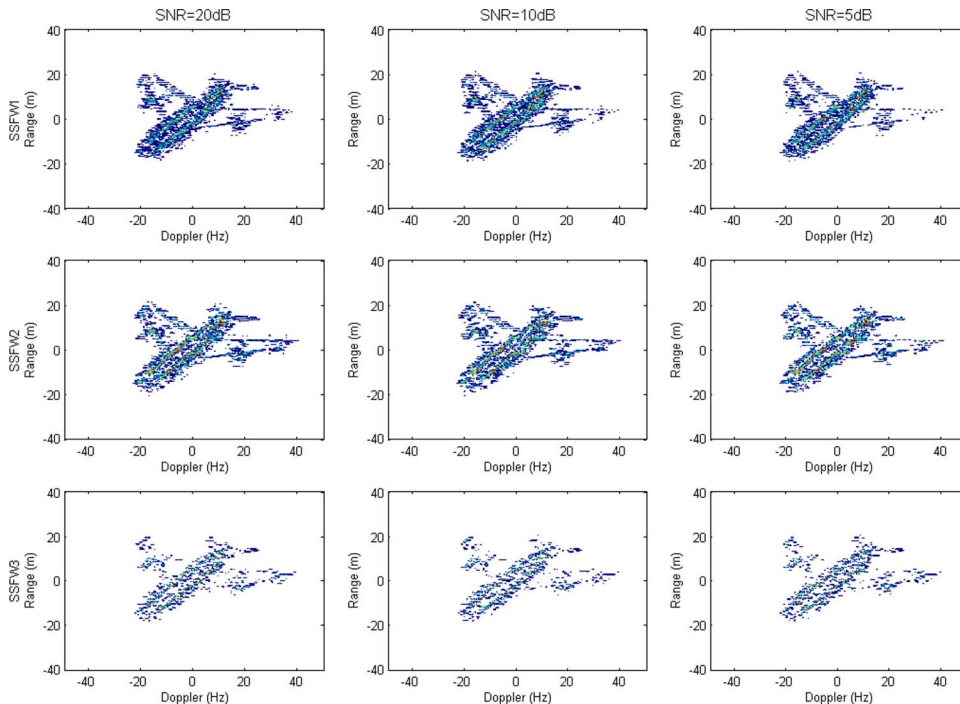 SNR=20dB SNR=10dB SNR=5dB
40 40 40
20 20 20
SSFW1 Range (m) 0 Range (m) 0 Range (m) 0
-20 -20 -20
-40 -40 -40
-40 -20 0 20 40 -40 -20 0 20 40 -40 -20 0 20 40
Doppler (Hz) Doppler (Hz) Doppler (Hz)
40 40 40
20 20 20
SSFW2 Range (m) 0 Range (m) 0 Range (m) 0
-20 -20 -20
-40 -40 -40
-40 -20 0 20 40 -40 -20 0 20 40 -40 -20 0 20 40
Doppler (Hz) Doppler (Hz) Doppler (Hz)
40 40 40
20 20 20
SSFW3 Range (m) 0 Range (m) 0 Range (m) 0
-20 -20 -20
-40 -40 -40
-40 -20 0 20 40 -40 -20 0 20 40 -40 -20 0 20 40
Doppler (Hz) Doppler (Hz) Doppler (Hz)